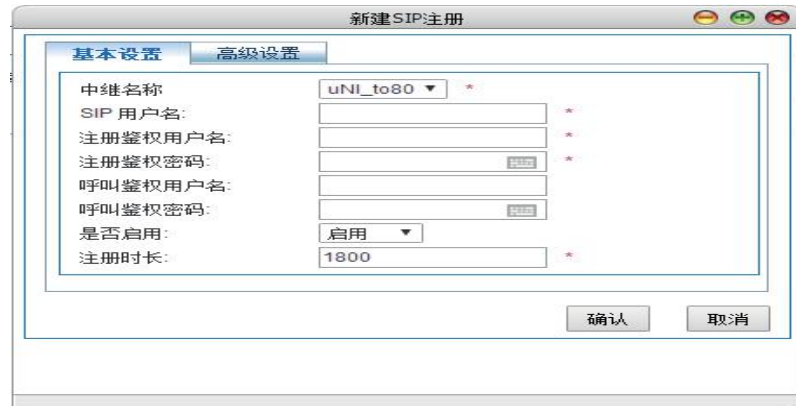 新建SIP注册
基本设置 高级设置
中继名称 uNI_to80 *
SIP 用户名: *
注册鉴权用户名: *
注册鉴权密码: *
呼叫鉴权用户名:
呼叫鉴权密码:
是否启用: 启用
注册时长: 1800 *
确认 取消